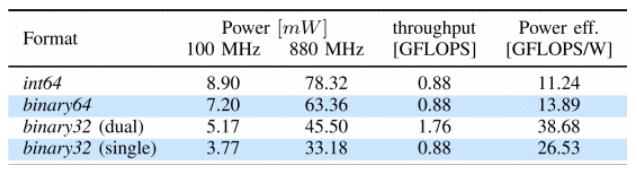 Format Power [mW] throughput Power eff.
100 MHz 880 MHz [GFLOPS] [GFLOPS/W]
int64 8.90 78.32 0.88 11.24
binary64 7.20 63.36 0.88 13.89
binary32 (dual) 5.17 45.50 1.76 38.68
binary32 (single) 3.77 33.18 0.88 26.53